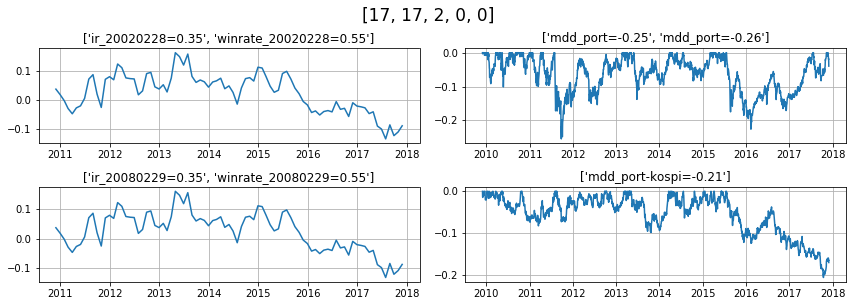 [17, 17, 2, 0, 0]
['ir_20020228=0.35', 'winrate_20020228=0.55']
0.1
0.0
−0.1
2011 2012 2013 2014 2015 2016 2017 2018
['mdd_port=-0.25', 'mdd_port=-0.26']
0.0
−0.1
−0.2
2010 2011 2012 2013 2014 2015 2016 2017 2018
['ir_20080229=0.35', 'winrate_20080229=0.55']
0.1
0.0
−0.1
2011 2012 2013 2014 2015 2016 2017 2018
['mdd_port-kospi=-0.21']
0.0
−0.1
−0.2
2010 2011 2012 2013 2014 2015 2016 2017 2018